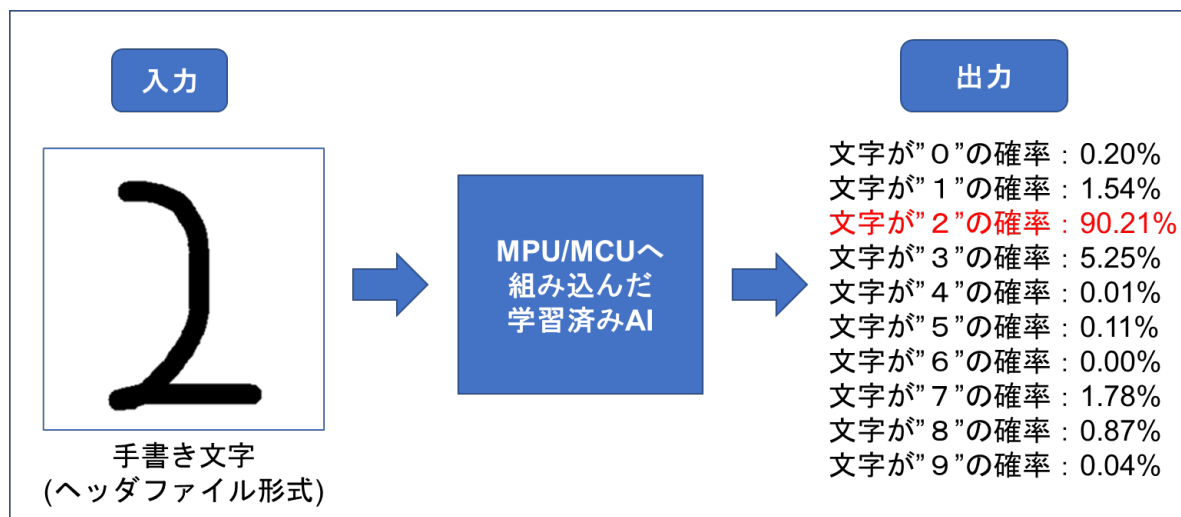 入力
手書き文字
(ヘッダファイル形式)
MPU/MCUへ
組み込んだ
学習済みAI
出力
文字が”０”の確率：0.20%
文字が”１”の確率：1.54%
文字が”２”の確率：90.21%
文字が”３”の確率：5.25%
文字が”４”の確率：0.01%
文字が”５”の確率：0.11%
文字が”６”の確率：0.00%
文字が”７”の確率：1.78%
文字が”８”の確率：0.87%
文字が”９”の確率：0.04%